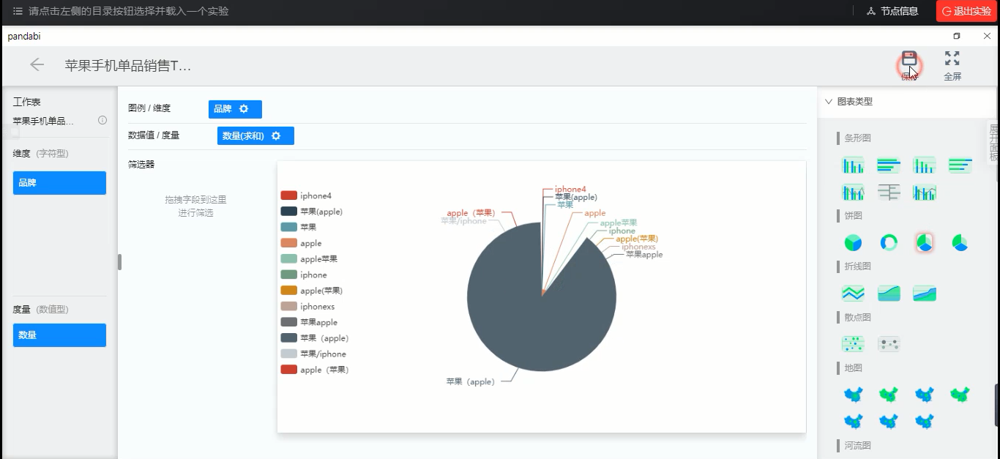 请点击左侧的目录按钮选择并载入一个实验
节点信息
退出实验
pandabi
苹果手机单品销售T…
保存
全屏
工作表
苹果手机单品…
维度 (字符型)
品牌
度量 (数值型)
数量
图例 / 维度
品牌
数据值 / 度量
数量(求和)
筛选器
拖拽字段到这里
进行筛选
iphone4
苹果(apple)
苹果
apple
apple苹果
iphone
apple(苹果)
iphonexs
苹果apple
苹果（apple）
苹果/iphone
apple（苹果）
iphone4
苹果(apple)
苹果
apple
apple苹果
iphone
apple(苹果)
iphonexs
苹果apple
apple（苹果）
苹果/iphone
苹果（apple）
图表类型
展开面板
条形图
饼图
折线图
散点图
地图
河流图